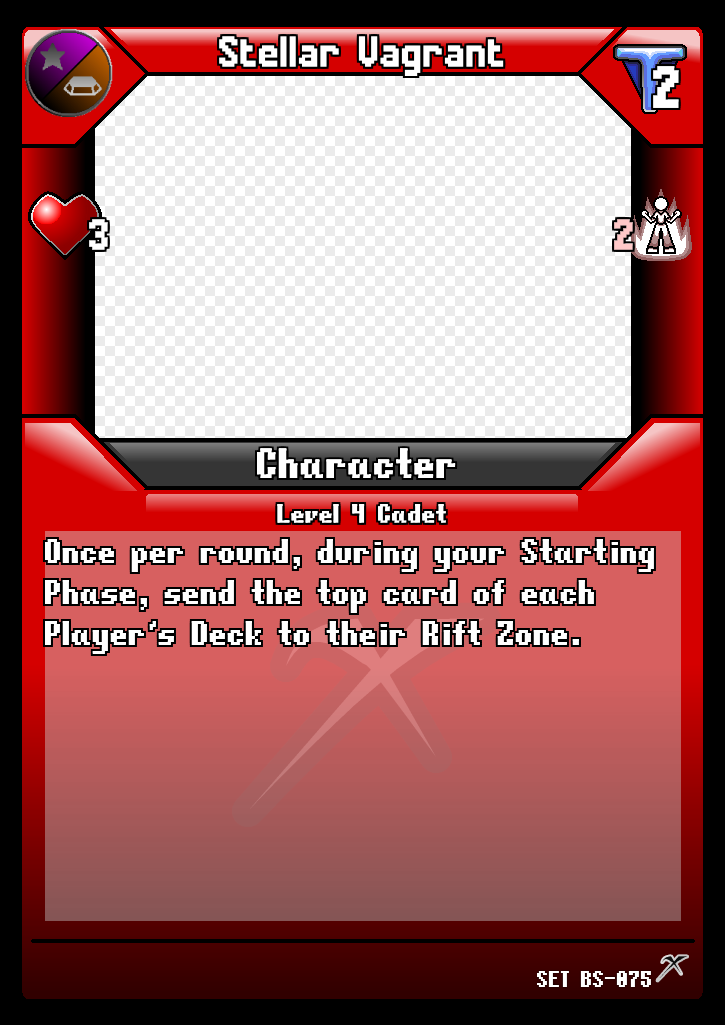 Stellar Vagrant
2
3
2
Character
Level 4 Cadet
Once per round, during your Starting
Phase, send the top card of each
Player's Deck to their Rift Zone.
SET BS-075